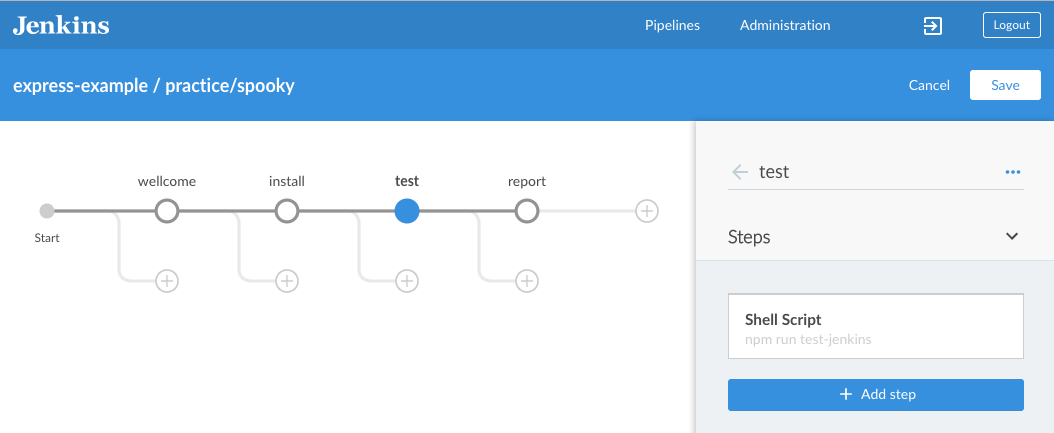 Jenkins
Pipelines
Administration
Logout
express-example / practice/spooky
Cancel
Save
wellcome
install
test
report
Start
test
Steps
Shell Script
npm run test-jenkins
Add step